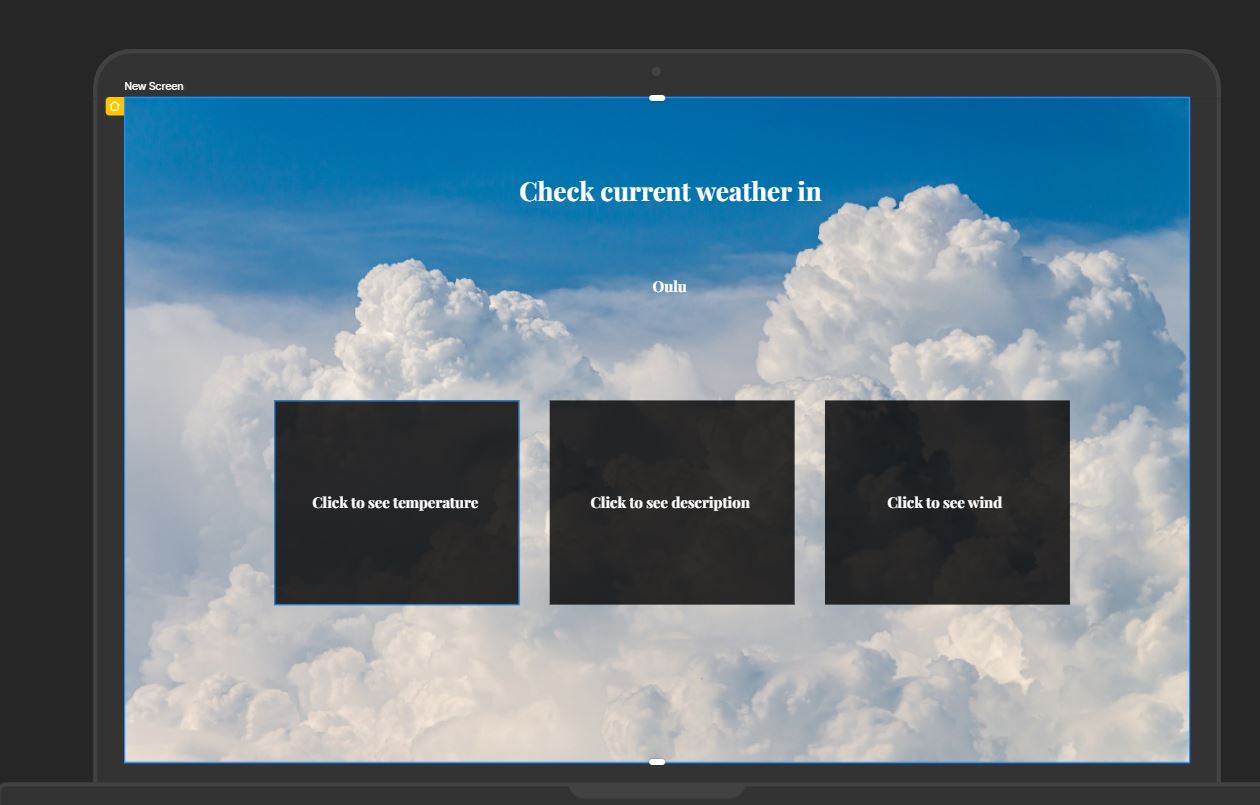 New Screen
Check current weather in
Oulu
Click to see temperature
Click to see description
Click to see wind